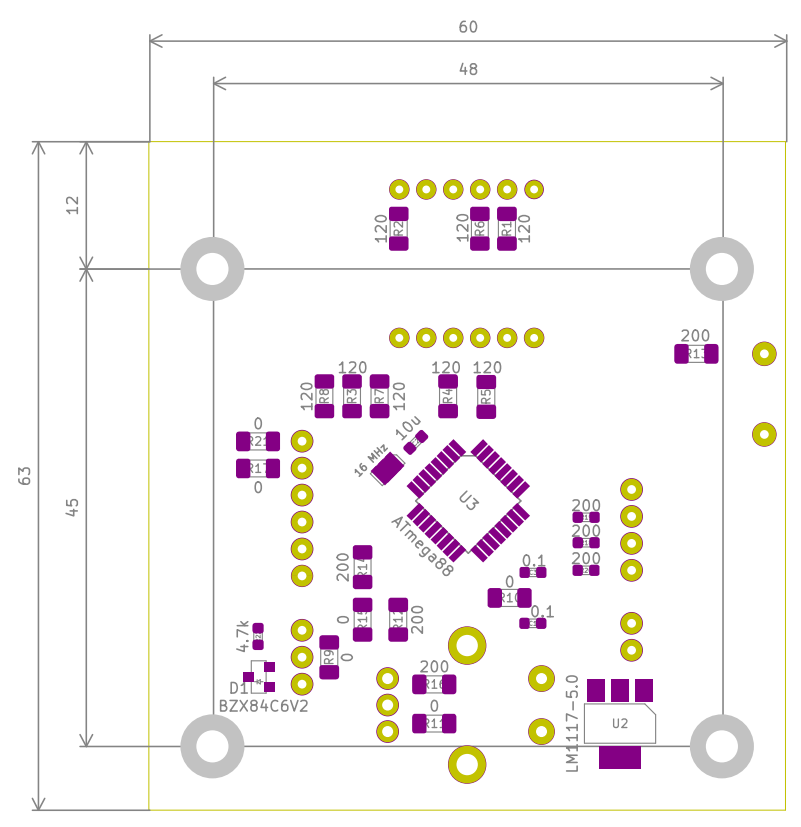 60
48
12
120
R2
120
R6
R1
120
200
R13
63
45
120
120
120
120
R8
R3
R7
120
R4
R5
0
R21
10u
16 MHz
R17
0
U3
ATmega88
200
200
200
200
R14
0.1
0
R10
0.1
0
R15
R12
200
4.7k
R9
0
200
R16
D1
BZX84C6V2
0
R11
LM1117-5.0
U2